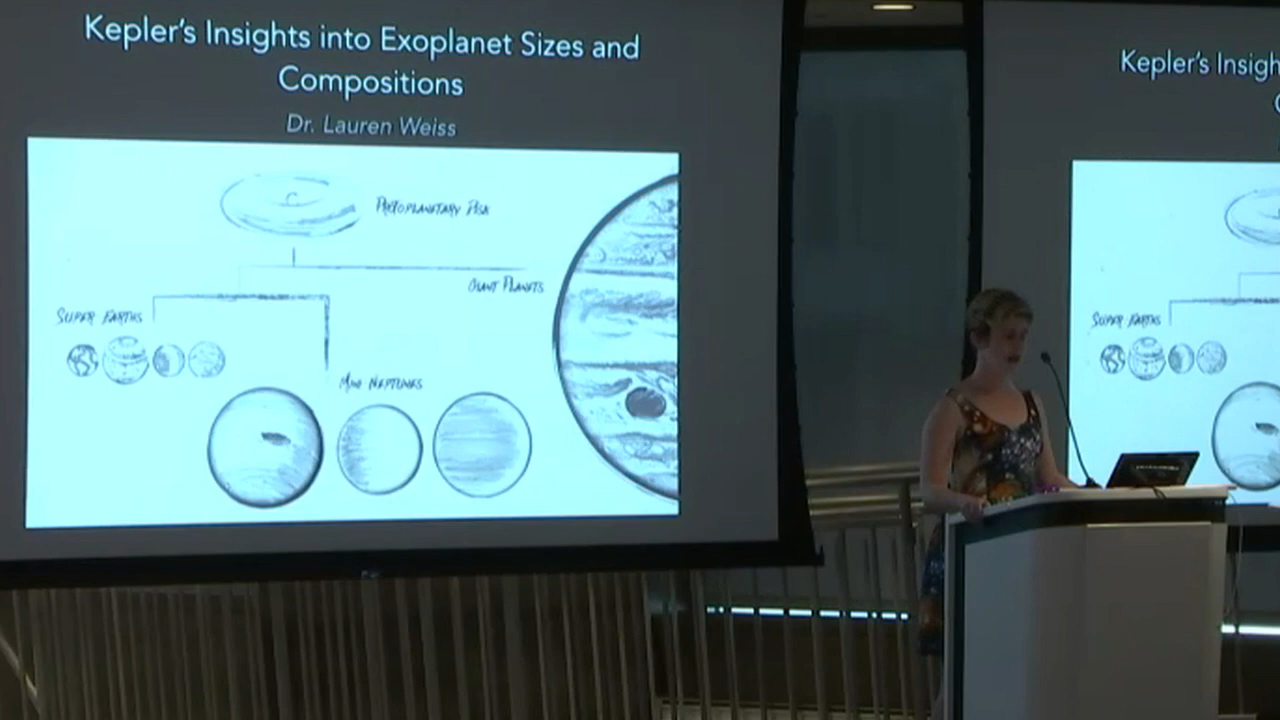 Kepler's Insights into Exoplanet Sizes and
Compositions
Dr. Lauren Weiss
PROTOPLANETARY DISK
GIANT PLANETS
SUPER EARTHS
MINI NEPTUNES
Kepler's Insigh
C
SUPER EARTHS